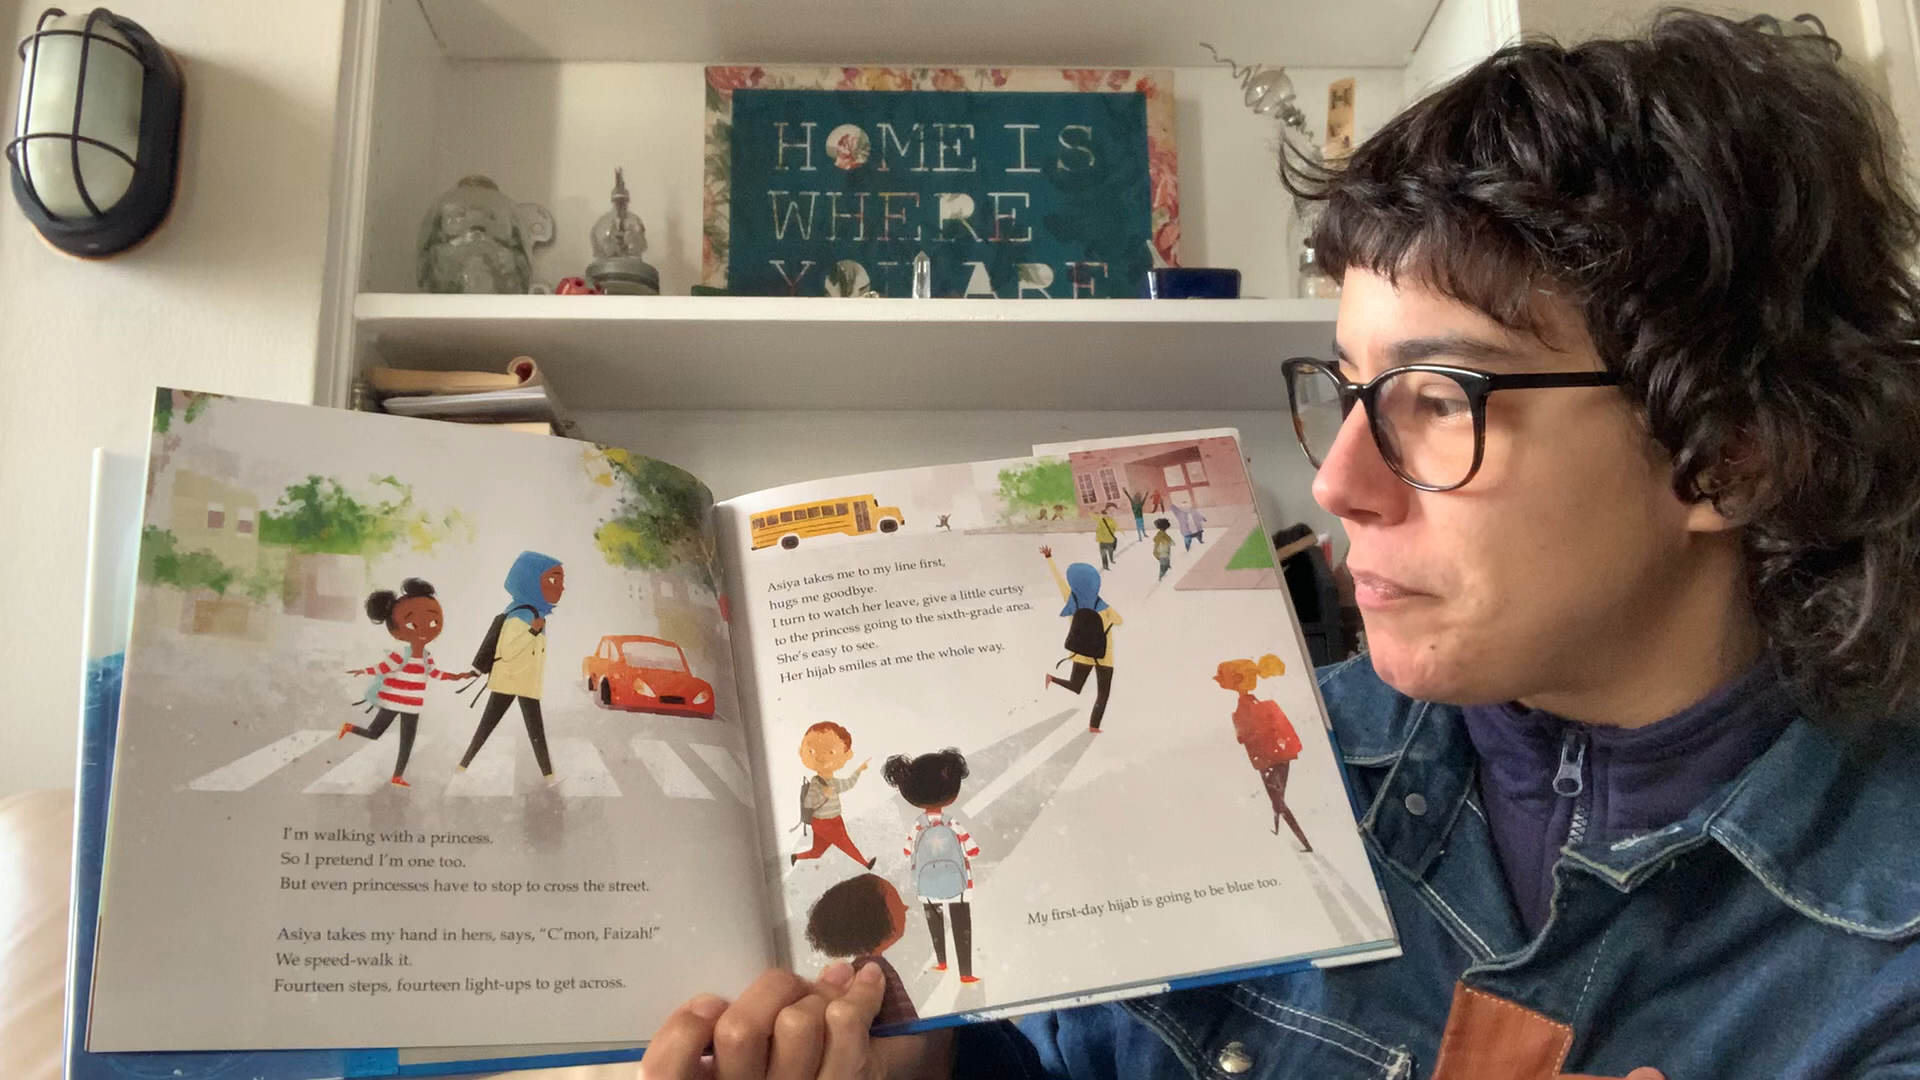 HOME IS
WHERE
YOU ARE
I'm walking with a princess.
So I pretend I'm one too.
But even princesses have to stop to cross the street.
Asiya takes my hand in hers, says, “C'mon, Faizah!”
We speed-walk it.
Fourteen steps, fourteen light-ups to get across.
Asiya takes me to my line first,
hugs me goodbye.
I turn to watch her leave, give a little curtsy
to the princess going to the sixth-grade area.
She's easy to see.
Her hijab smiles at me the whole way.
My first-day hijab is going to be blue too.